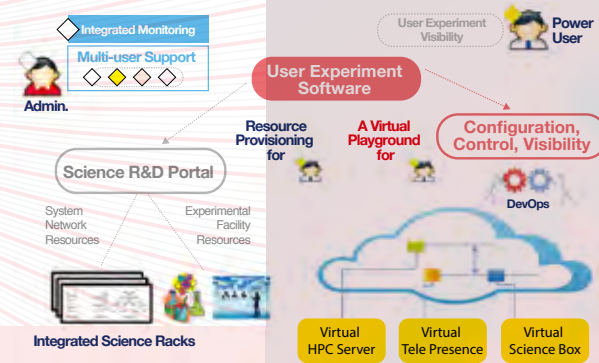 Integrated Monitoring
Multi-user Support
Admin.
User Experiment
Visibility
Power
User
User Experiment
Software
Resource
Provisioning
for
A Virtual
Playground
for
Configuration,
Control, Visibility
Science R&D Portal
DevOps
System
Network
Resources
Experimental
Facility
Resources
Integrated Science Racks
Virtual
HPC Server
Virtual
Tele Presence
Virtual
Science Box